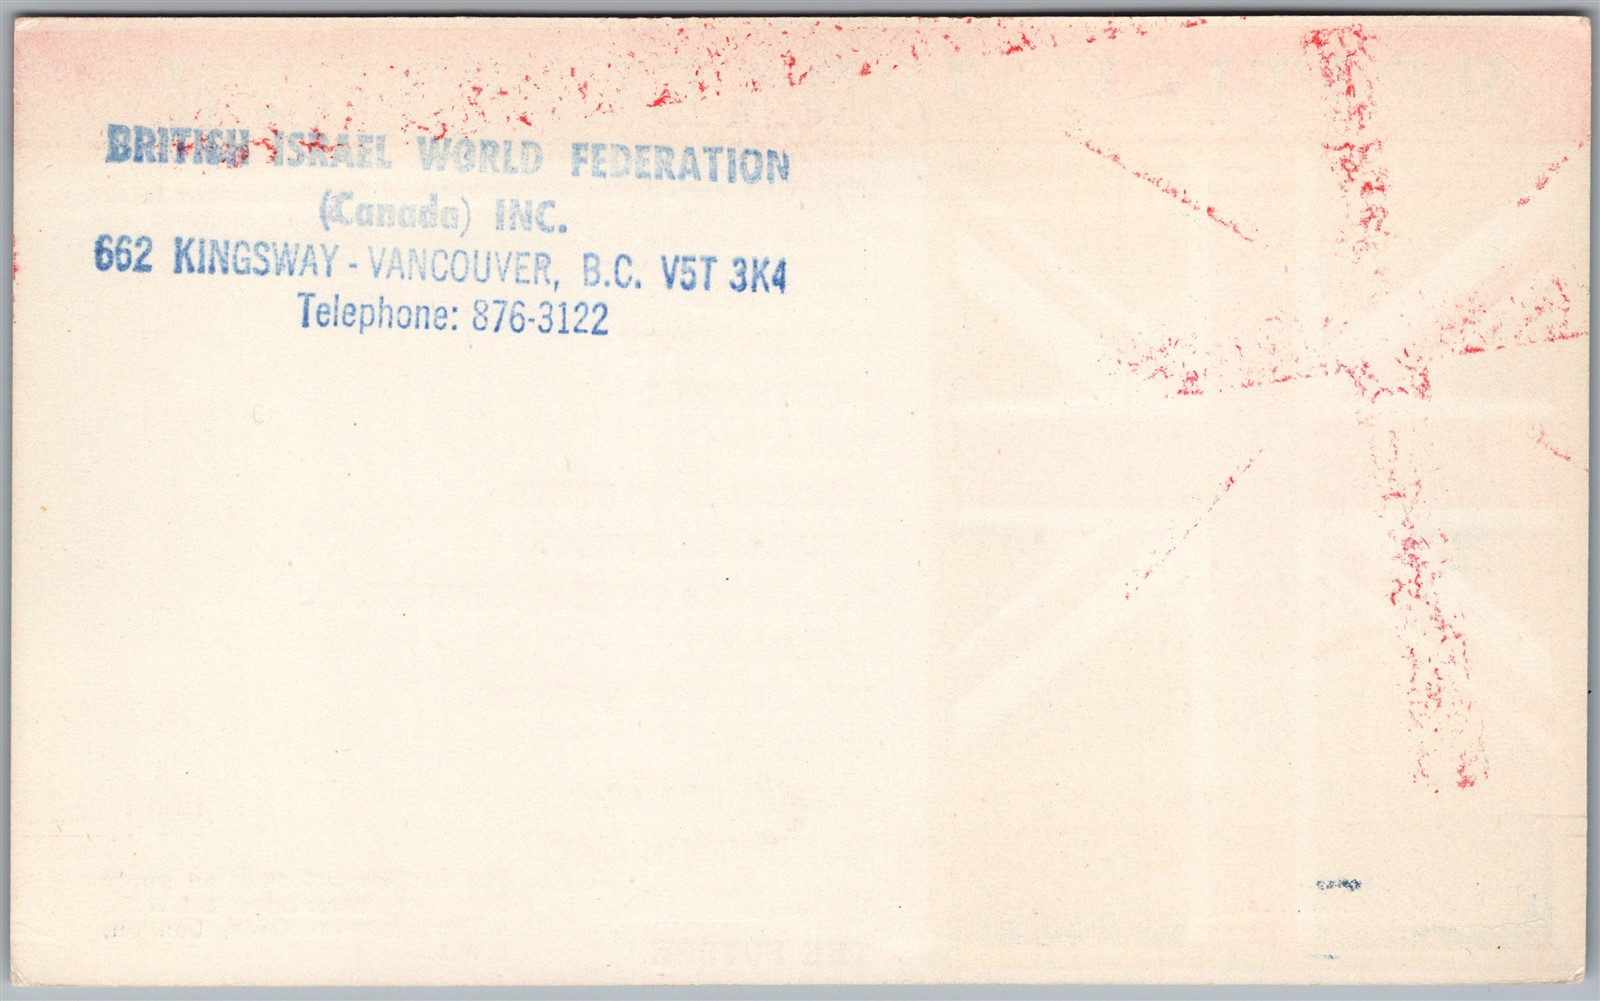 BRITISH ISRAEL WORLD FEDERATION
(Canada) INC.
662 KINGSWAY - VANCOUVER, B.C. V5T 3K4
Telephone: 876-3122